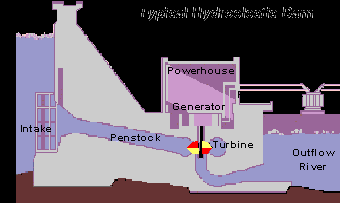 Typical Hydroelectric Dam
Powerhouse
Generator
Intake
Penstock
Turbine
Outflow
River